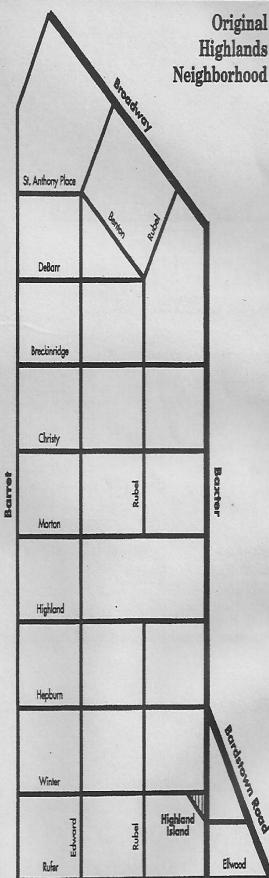 Original
Highlands
Neighborhood
Broadway
St. Anthony Place
Benton
Rubel
DeBarr
Breckinridge
Christy
Barret
Rubel
Baxter
Morton
Highland
Hepburn
Bardstown Road
Winter
Highland
Island
Edward
Rubel
Rufer
Ellwood